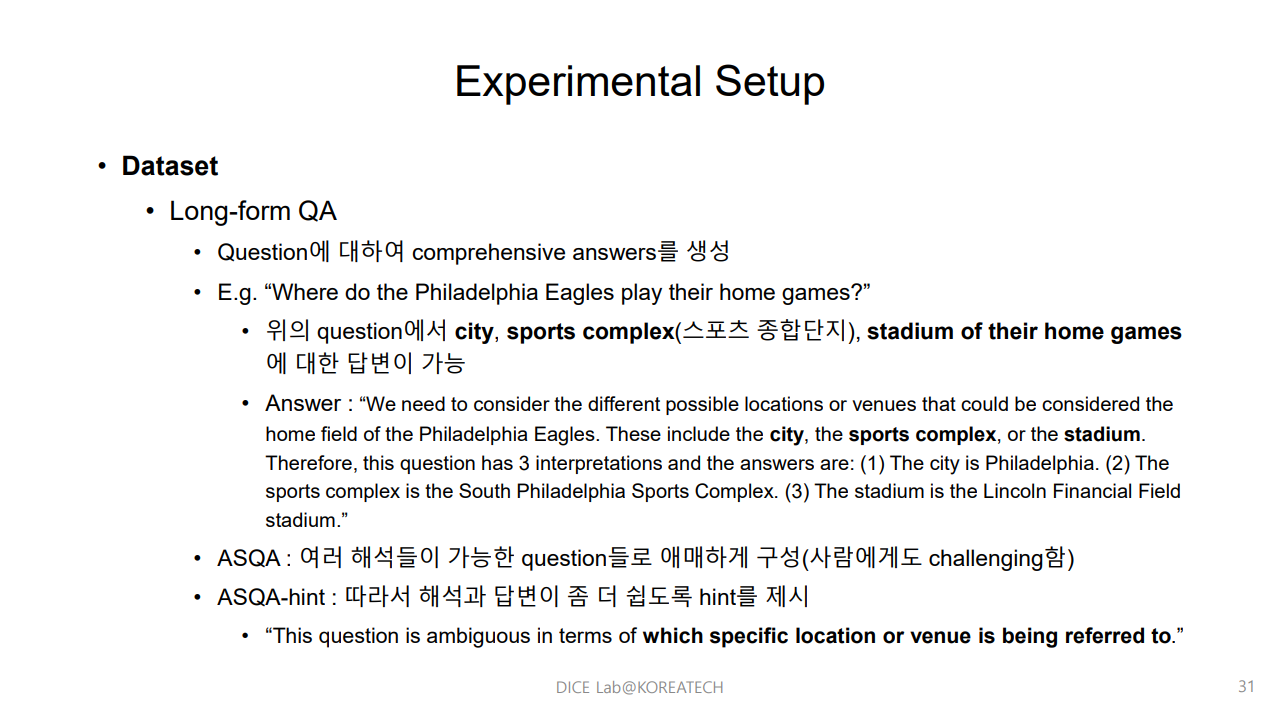 Experimental Setup
• Dataset
• Long-form QA
• Question에 대하여 comprehensive answers를 생성
• E.g. “Where do the Philadelphia Eagles play their home games?”
• 위의 question에서 city, sports complex(스포츠 종합단지), stadium of their home games
에 대한 답변이 가능
• Answer : “We need to consider the different possible locations or venues that could be considered the
home field of the Philadelphia Eagles. These include the city, the sports complex, or the stadium.
Therefore, this question has 3 interpretations and the answers are: (1) The city is Philadelphia. (2) The
sports complex is the South Philadelphia Sports Complex. (3) The stadium is the Lincoln Financial Field
stadium.”
• ASQA : 여러 해석들이 가능한 question들로 애매하게 구성(사람에게도 challenging함)
• ASQA-hint : 따라서 해석과 답변이 좀 더 쉽도록 hint를 제시
• “This question is ambiguous in terms of which specific location or venue is being referred to.”
DICE Lab@KOREATECH
31